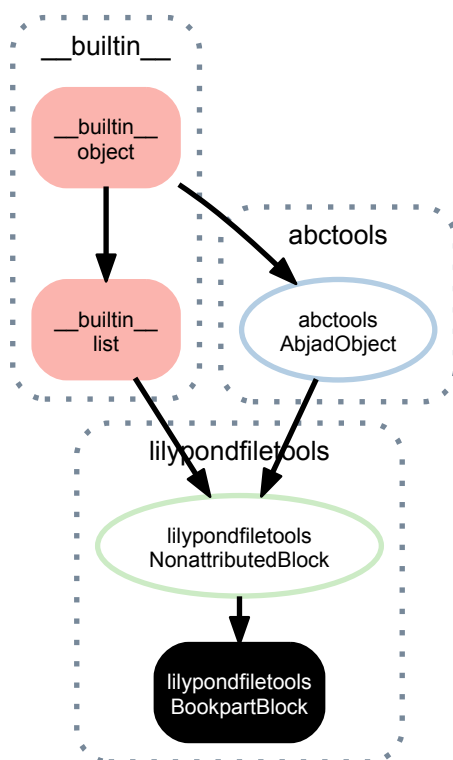 __builtin__
__builtin__
object
abctools
__builtin__
list
abctools
AbjadObject
lilypondfiletools
lilypondfiletools
NonattributedBlock
lilypondfiletools
BookpartBlock